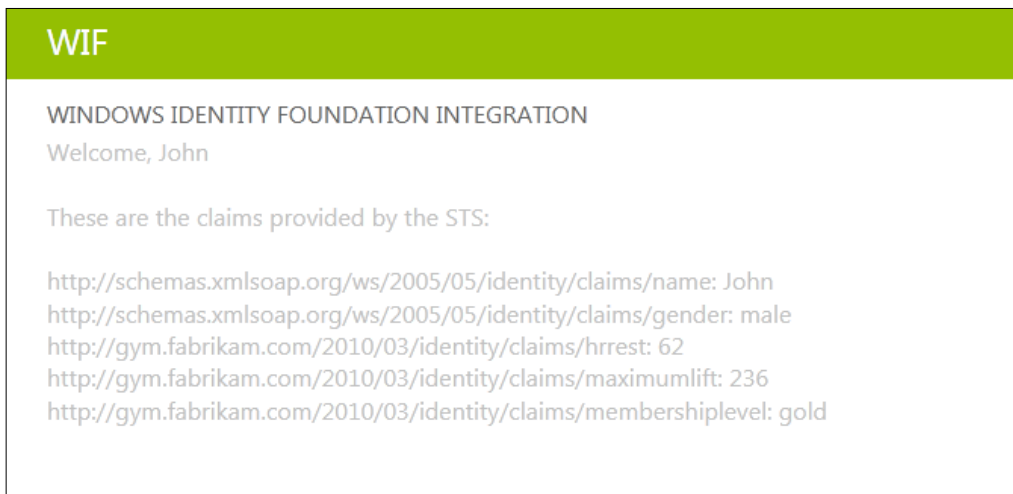 WIF
WINDOWS IDENTITY FOUNDATION INTEGRATION
Welcome, John
These are the claims provided by the STS:
http://schemas.xmlsoap.org/ws/2005/05/identity/claims/name: John
http://schemas.xmlsoap.org/ws/2005/05/identity/claims/gender: male
http://gym.fabrikam.com/2010/03/identity/claims/hrrest: 62
http://gym.fabrikam.com/2010/03/identity/claims/maximumlift: 236
http://gym.fabrikam.com/2010/03/identity/claims/membershiplevel: gold